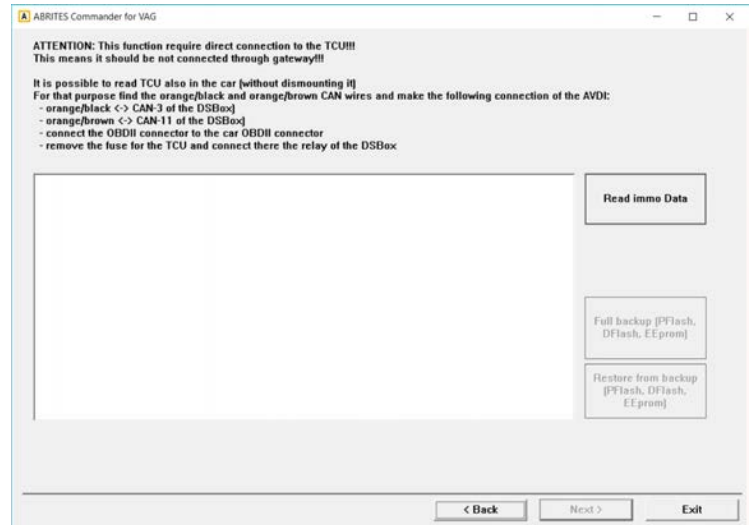 ABRITES Commander for VAG
ATTENTION: This function require direct connection to the TCU!!!
This means it should be not connected through gateway!!!
It is possible to read TCU also in the car (without dismounting it)
For that purpose find the orange/black and orange/brown CAN wires and make the following connection of the AVDI:
- orange/black <-> CAN-3 of the DSBox)
- orange/brown <-> CAN-11 of the DSBox)
- connect the OBDII connector to the car OBDII connector
- remove the fuse for the TCU and connect there the relay of the DSBox
Read immo Data
Full backup (PFlash,
DFlash, EEprom)
Restore from backup
(PFlash, DFlash,
EEprom)
< Back
Next >
Exit